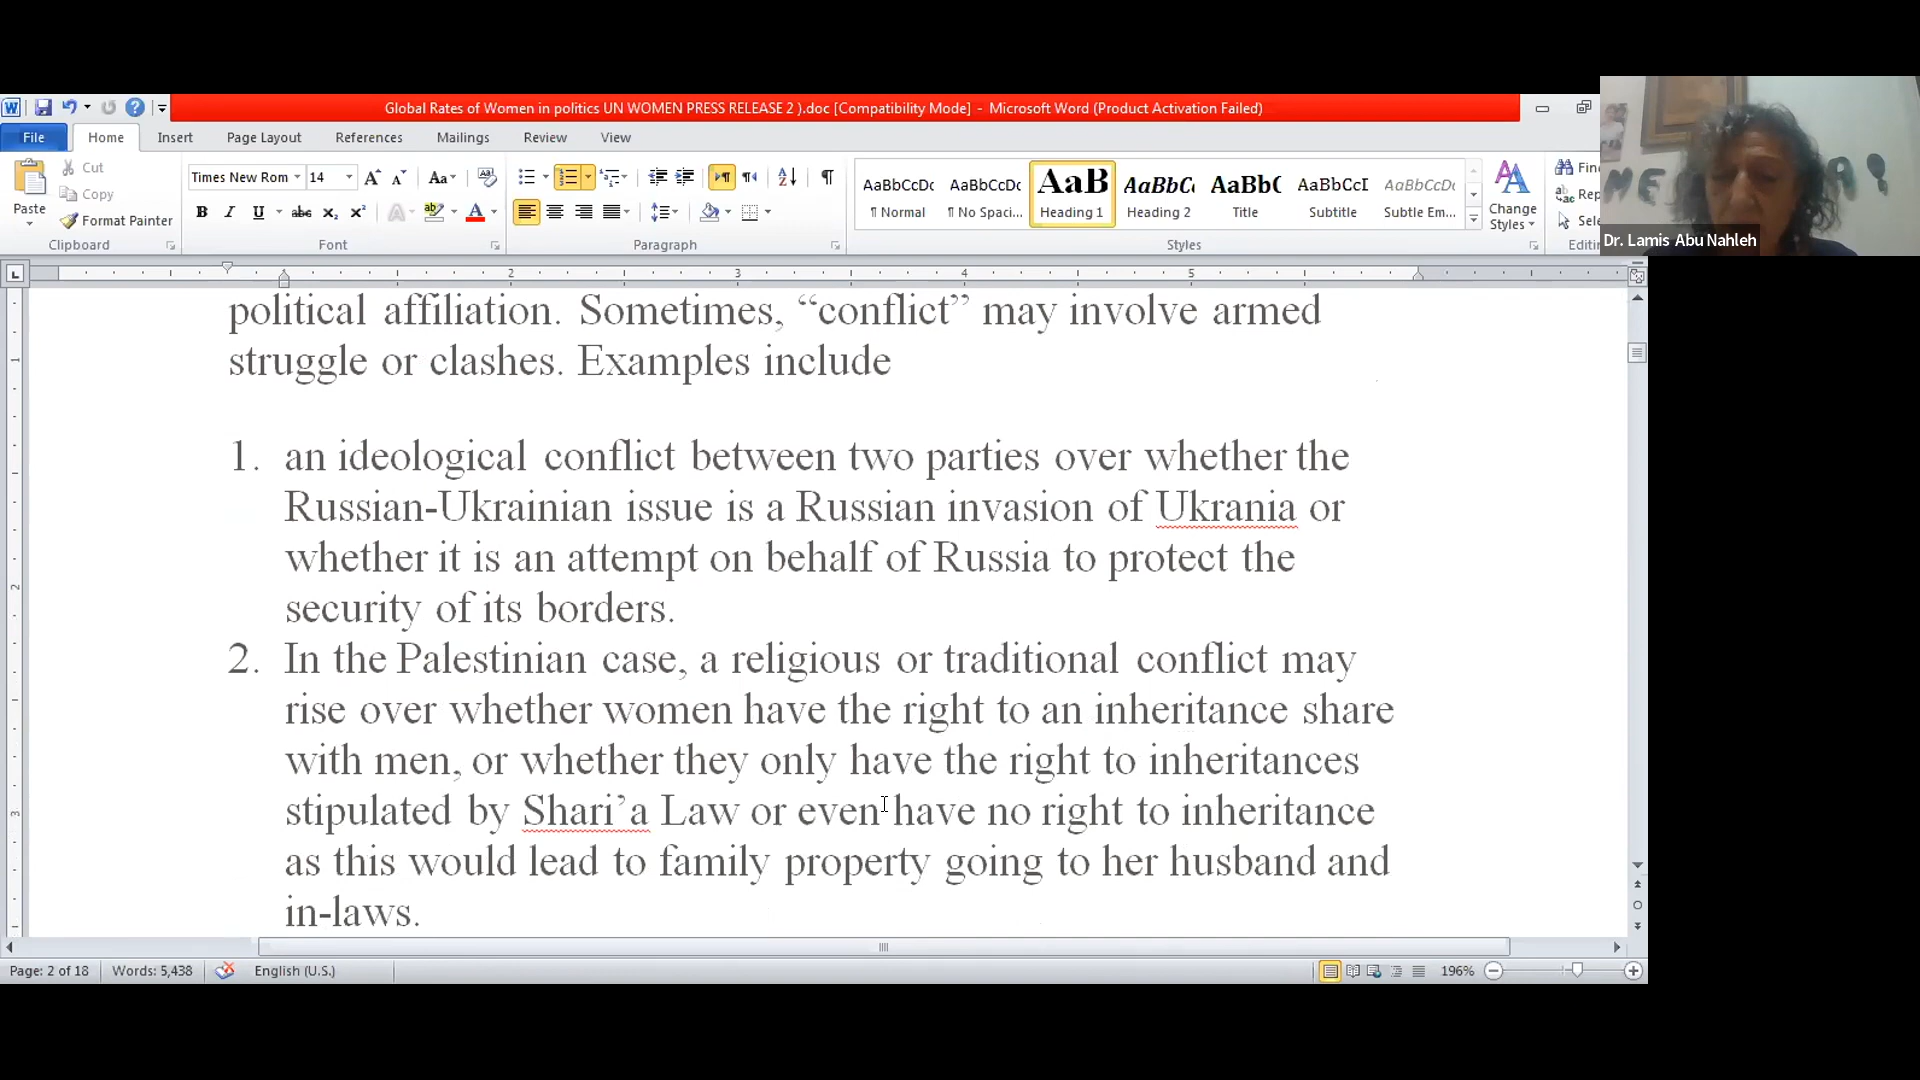 Global Rates of Women in politics UN WOMEN PRESS RELEASE 2 ).doc [Compatibility Mode] - Microsoft Word (Product Activation Failed)
File Home Insert Page Layout References Mailings Review View
Paste
Cut
Copy
Format Painter
Clipboard
Times New Rom 14
Font
Paragraph
AaBbCcDc AaBbCcDc AaB AaBbCc AaBbC AaBbCcI AaBbCcDc
¶ Normal ¶ No Spaci... Heading 1 Heading 2 Title Subtitle Subtle Em...
Change Styles
Styles
Dr. Lamis Abu Nahleh
2 3 4 5
political affiliation. Sometimes, “conflict” may involve armed
struggle or clashes. Examples include
1. an ideological conflict between two parties over whether the
Russian-Ukrainian issue is a Russian invasion of Ukrania or
whether it is an attempt on behalf of Russia to protect the
security of its borders.
2. In the Palestinian case, a religious or traditional conflict may
rise over whether women have the right to an inheritance share
with men, or whether they only have the right to inheritances
stipulated by Shari’a Law or even have no right to inheritance
as this would lead to family property going to her husband and
in-laws.
Page: 2 of 18 Words: 5,438 English (U.S.) 196%